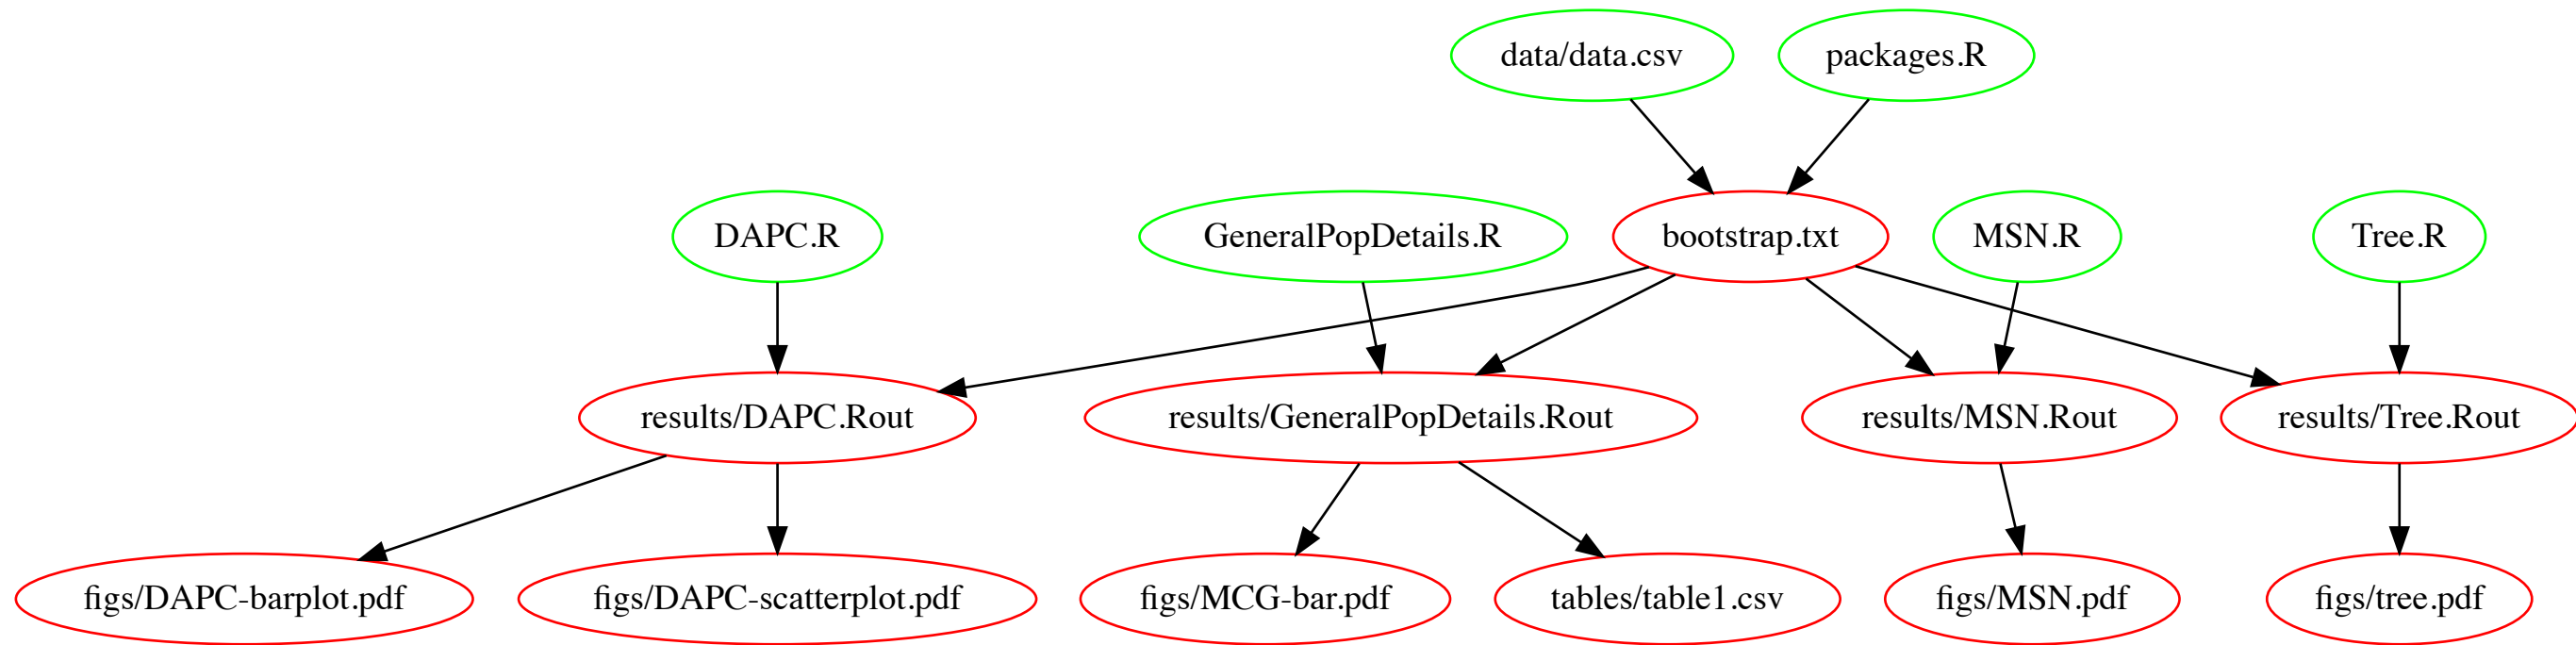 data/data.csv
packages.R
DAPC.R
GeneralPopDetails.R
bootstrap.txt
MSN.R
Tree.R
results/DAPC.Rout
results/GeneralPopDetails.Rout
results/MSN.Rout
results/Tree.Rout
figs/DAPC-barplot.pdf
figs/DAPC-scatterplot.pdf
figs/MCG-bar.pdf
tables/table1.csv
figs/MSN.pdf
figs/tree.pdf